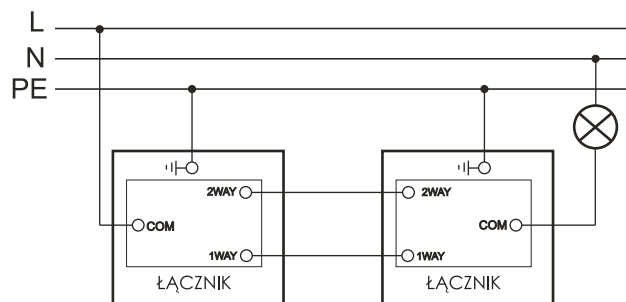 L
N
PE
2WAY 2WAY
COM COM
1WAY 1WAY
ŁĄCZNIK ŁĄCZNIK